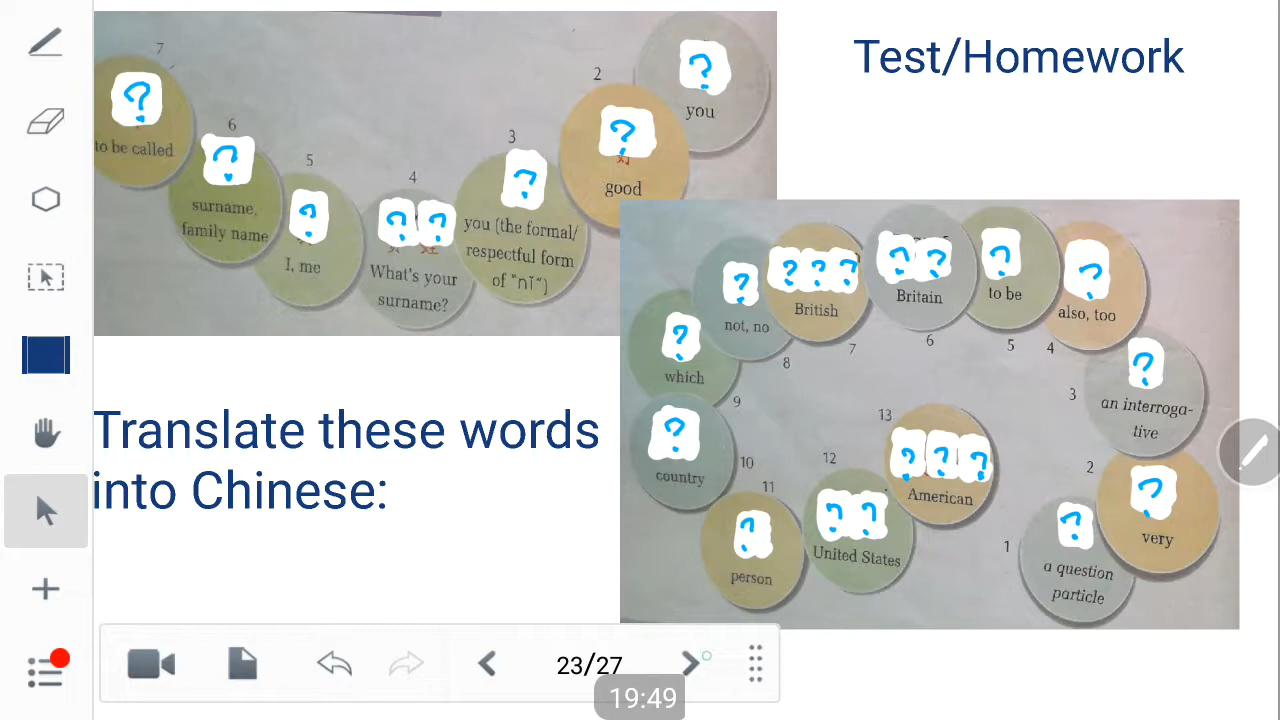 Test/Homework
7
?
to be called
6
?
surname,
family name
5
?
I, me
4
? ?
What's your
surname?
3
?
you (the formal/
respectful form
of "nǐ")
2
?
good
?
you
Translate these words
into Chinese:
1
?
a question
particle
2
?
very
3
?
an interroga-
tive
4
?
also, too
5
?
to be
6
? ?
Britain
7
? ? ?
British
8
?
not, no
9
?
which
10
?
country
11
?
person
12
? ?
United States
13
? ? ?
American
23/27
19:49